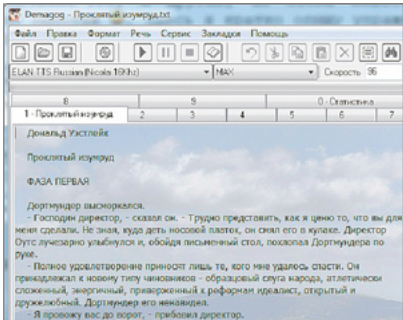 Demagog - Проклятый изумруд.txt
Файл Правка Формат Речь Сервис Закладки Помощь
ELAN TTS Russian (Nicolai 16Khz) MAX Скорость 96
8 9 0 - Статистика
1 - Проклятый изумруд 2 3 4 5 6 7
Дональд Уэстлейк
Проклятый изумруд
ФАЗА ПЕРВАЯ
Дортмундер высморкался.
- Господин директор, - сказал он. - Трудно представить, как я ценю то, что вы для
меня сделали. Не зная, куда деть носовой платок, он смял его в кулаке. Директор
Оутс лучезарно улыбнулся и, обойдя письменный стол, похлопал Дортмундера по
руке.
- Полное удовлетворение приносят лишь те, кого мне удалось спасти. Он
принадлежал к новому типу чиновников - образцовый слуга народа, атлетически
сложенный, энергичный, приверженный к реформам идеалист, открытый и
дружелюбный. Дортмундер его ненавидел.
- Я провожу вас до ворот, - прибавил директор.